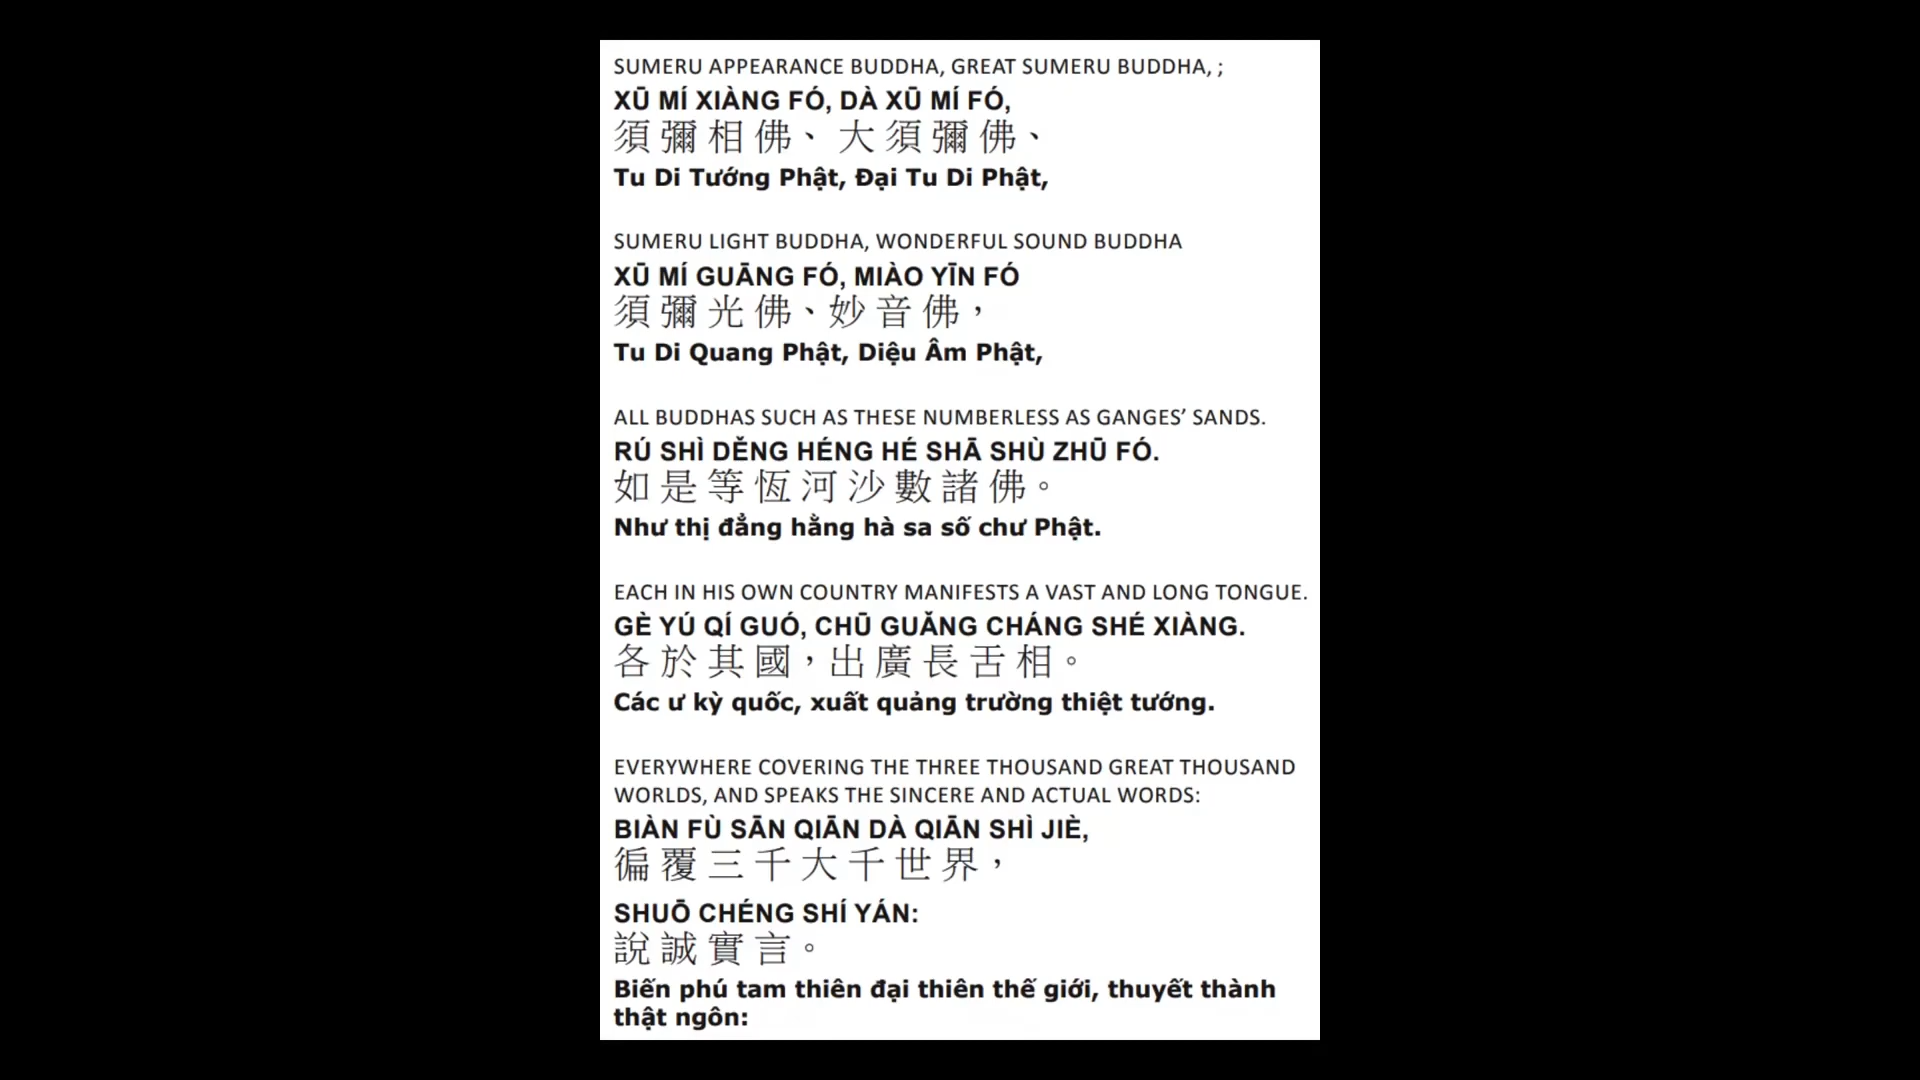 SUMERU APPEARANCE BUDDHA, GREAT SUMERU BUDDHA, ;
XŪ MÍ XIÀNG FÓ, DÀ XŪ MÍ FÓ,
須彌相佛、大須彌佛、
Tu Di Tướng Phật, Đại Tu Di Phật,
SUMERU LIGHT BUDDHA, WONDERFUL SOUND BUDDHA
XŪ MÍ GUĀNG FÓ, MIÀO YĪN FÓ
須彌光佛、妙音佛，
Tu Di Quang Phật, Diệu Âm Phật,
ALL BUDDHAS SUCH AS THESE NUMBERLESS AS GANGES’ SANDS.
RÚ SHÌ DĚNG HÉNG HÉ SHĀ SHÙ ZHŪ FÓ.
如是等恆河沙數諸佛。
Như thị đẳng hằng hà sa số chư Phật.
EACH IN HIS OWN COUNTRY MANIFESTS A VAST AND LONG TONGUE.
GÈ YÚ QÍ GUÓ, CHŪ GUǍNG CHÁNG SHÉ XIÀNG.
各於其國，出廣長舌相。
Các ư kỳ quốc, xuất quảng trường thiệt tướng.
EVERYWHERE COVERING THE THREE THOUSAND GREAT THOUSAND
WORLDS, AND SPEAKS THE SINCERE AND ACTUAL WORDS:
BIÀN FÙ SĀN QIĀN DÀ QIĀN SHÌ JIÈ,
徧覆三千大千世界，
SHUŌ CHÉNG SHÍ YÁN:
說誠實言。
Biến phú tam thiên đại thiên thế giới, thuyết thành
thật ngôn: